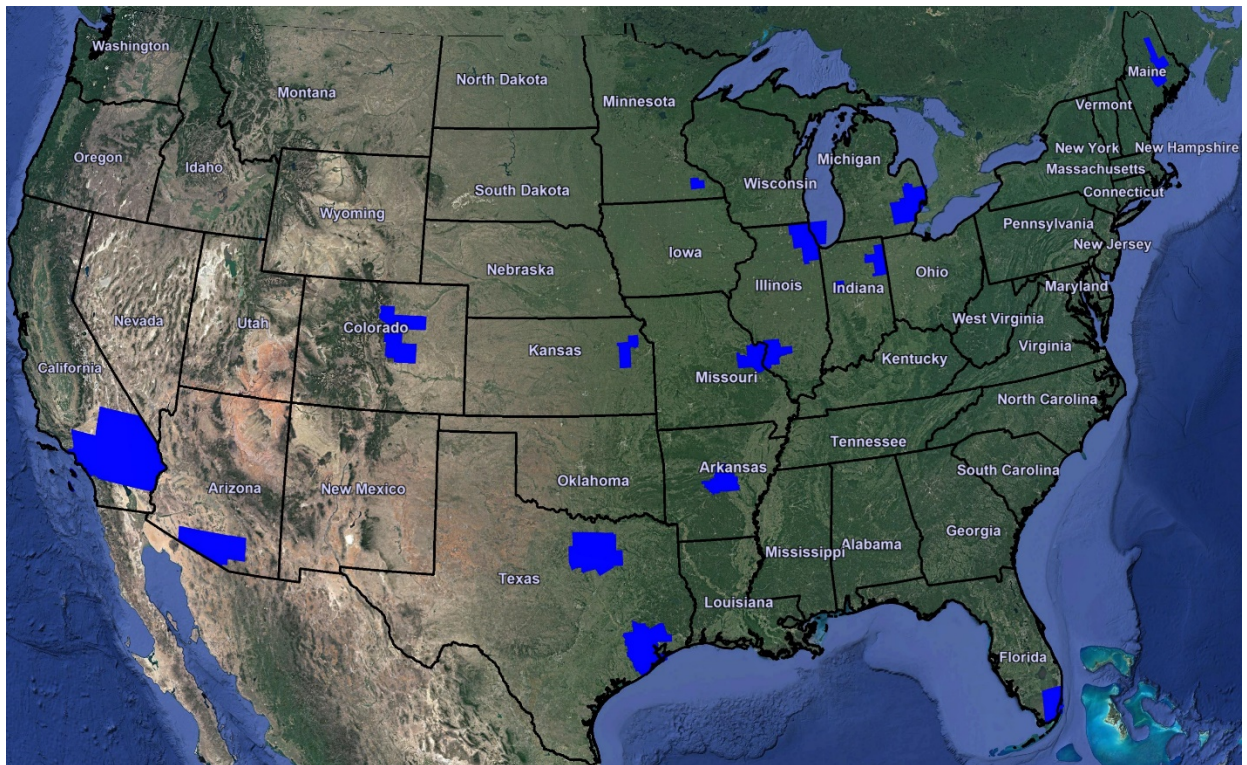 Washington
Montana
North Dakota
Minnesota
Maine
Vermont
New York
New Hampshire
Massachusetts
Connecticut
Oregon
Idaho
Wyoming
South Dakota
Wisconsin
Michigan
Pennsylvania
New Jersey
Nebraska
Iowa
Illinois
Indiana
Ohio
Maryland
Nevada
Utah
Colorado
West Virginia
Virginia
California
Kansas
Missouri
Kentucky
North Carolina
Arizona
New Mexico
Oklahoma
Arkansas
Tennessee
South Carolina
Texas
Mississippi
Alabama
Georgia
Louisiana
Florida